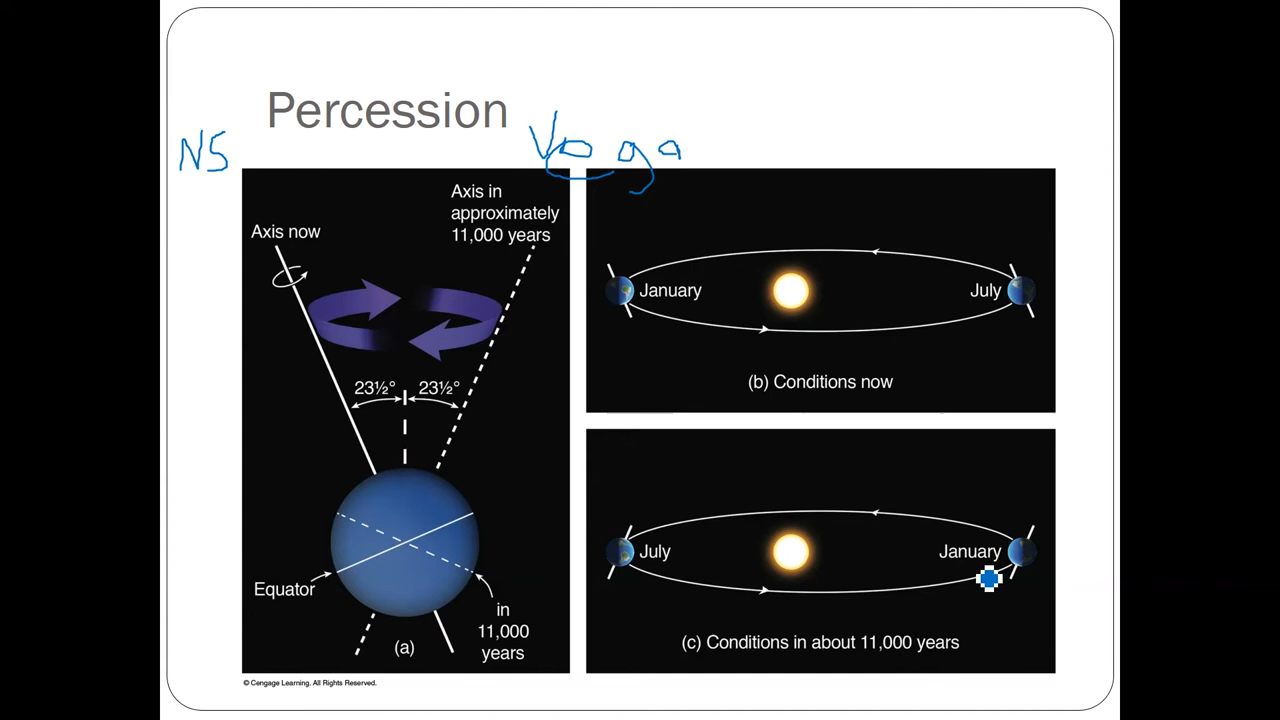 Percession
NS
Vega
Axis now
Axis in
approximately
11,000 years
23½°
23½°
Equator
in
11,000
years
(a)
January
July
(b) Conditions now
July
January
(c) Conditions in about 11,000 years
© Cengage Learning. All Rights Reserved.